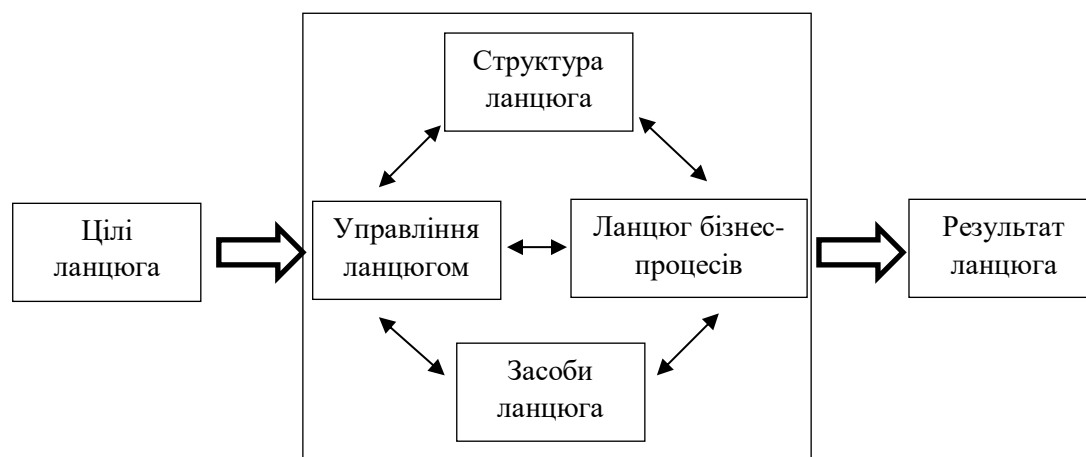 Структура
ланцюга
Цілі
ланцюга
Управління
ланцюгом
Ланцюг бізнес-
процесів
Результат
ланцюга
Засоби
ланцюга